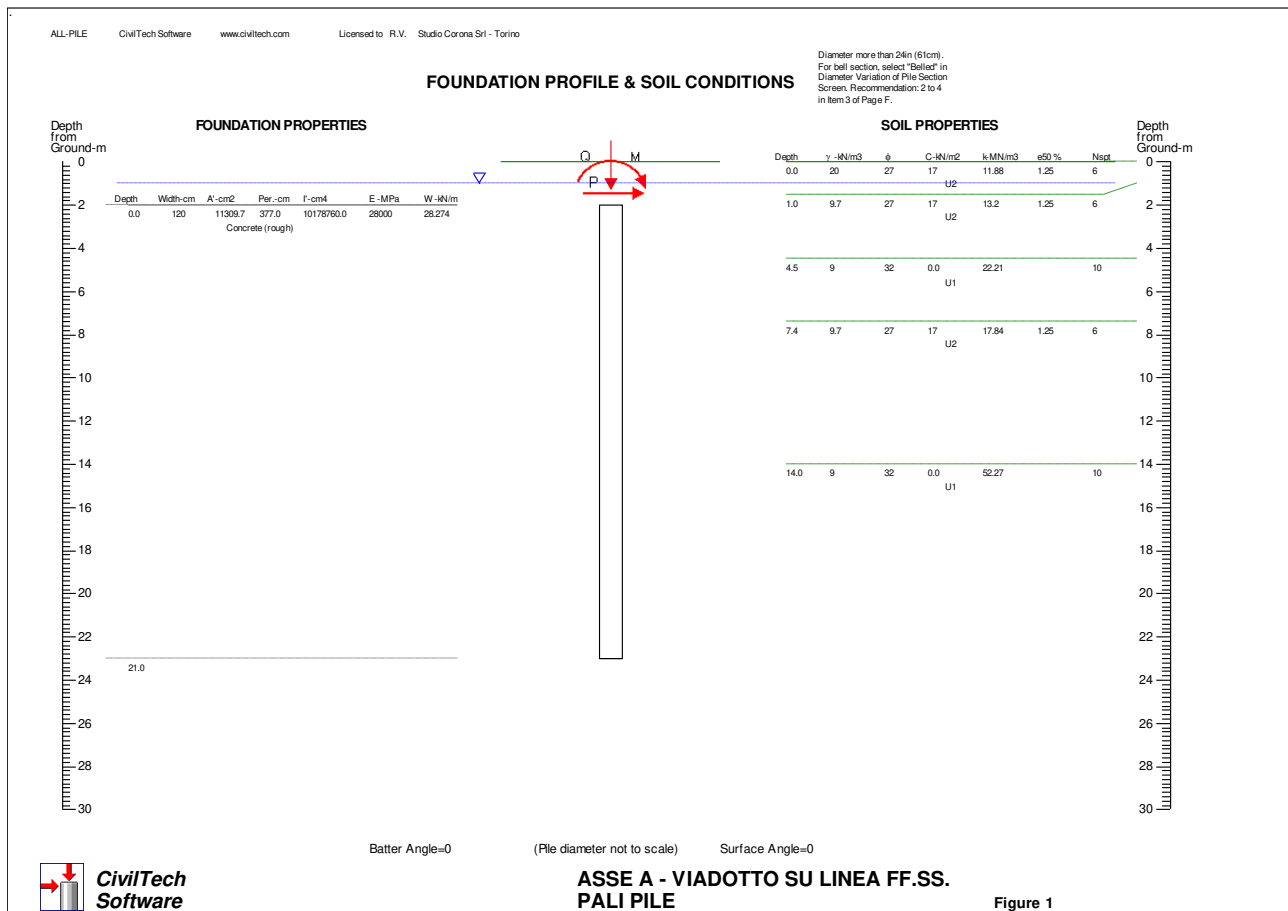 ALL-PILE CivilTech Software www.civiltech.com Licensed to R.V. Studio Corona Srl - Torino
Diameter more than 24in (61cm).
For bell section, select "Belled" in
Diameter Variation of Pile Section
Screen. Recommendation: 2 to 4
in Item 3 of Page F.
FOUNDATION PROFILE & SOIL CONDITIONS
Depth
from
Ground-m
FOUNDATION PROPERTIES
SOIL PROPERTIES
Depth
from
Ground-m
0
2
4
6
8
10
12
14
16
18
20
22
24
26
28
30
Depth Width-cm A'-cm2 Per.-cm I'-cm4 E -MPa W -kN/m
0.0 120 11309.7 377.0 10178760.0 28000 28.274
Concrete (rough)
21.0
Q M
P
Depth γ -kN/m3 ϕ C-kN/m2 k-MN/m3 e50 % Nspt
0.0 20 27 17 11.88 1.25 6
U2
1.0 9.7 27 17 13.2 1.25 6
U2
4.5 9 32 0.0 22.21 10
U1
7.4 9.7 27 17 17.84 1.25 6
U2
14.0 9 32 0.0 52.27 10
U1
0
2
4
6
8
10
12
14
16
18
20
22
24
26
28
30
Batter Angle=0 (Pile diameter not to scale) Surface Angle=0
CivilTech
Software
ASSE A - VIADOTTO SU LINEA FF.SS.
PALI PILE
Figure 1